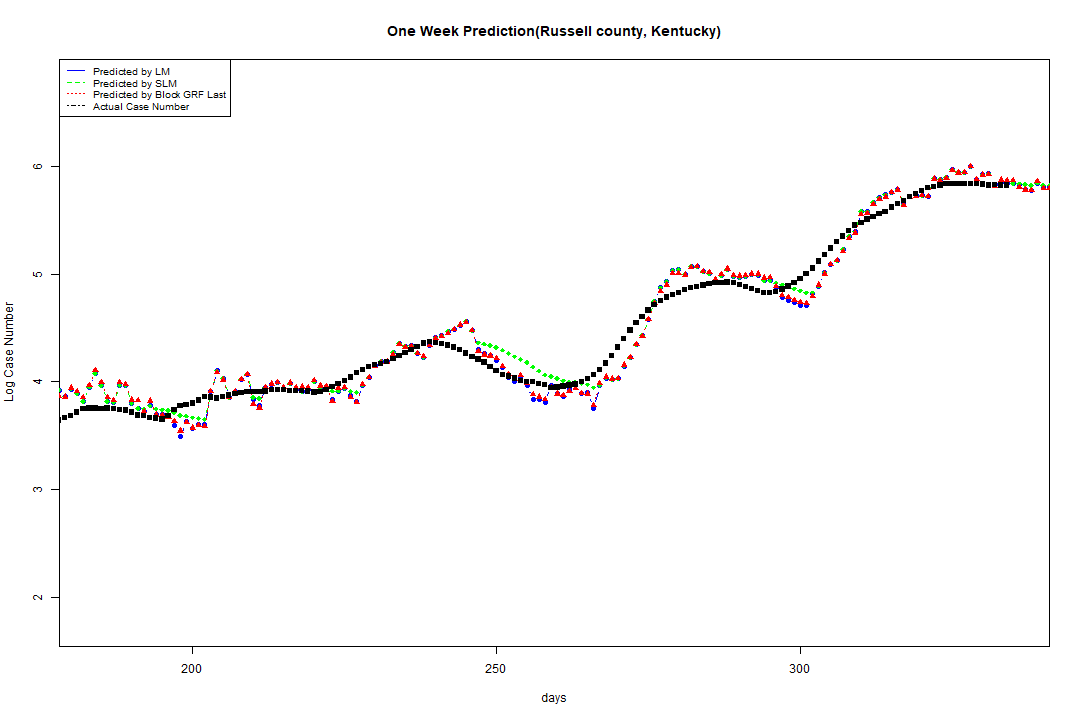 One Week Prediction(Russell county, Kentucky)
Predicted by LM
Predicted by SLM
Predicted by Block GRF Last
Actual Case Number
6
5
4
3
2
Log Case Number
200
250
300
days